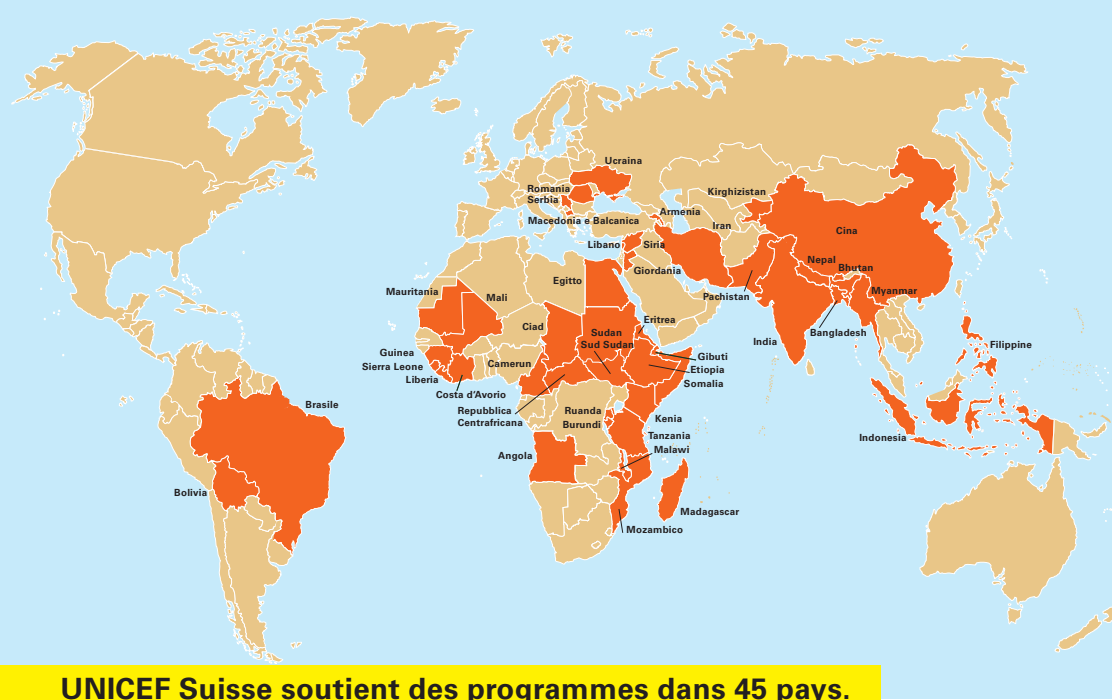 Ucraina
Romania
Serbia
Macedonia e Balcanica
Kirghizistan
Armenia
Iran
Cina
Libano
Siria
Giordania
Nepal
Bhutan
Myanmar
Pachistan
Bangladesh
India
Filippine
Indonesia
Mauritania
Mali
Egitto
Ciad
Eritrea
Sudan
Sud Sudan
Gibuti
Etiopia
Somalia
Guinea
Sierra Leone
Liberia
Camerun
Costa d'Avorio
Repubblica
Centrafricana
Ruanda
Burundi
Kenia
Tanzania
Malawi
Angola
Madagascar
Mozambico
Brasile
Bolivia
UNICEF Suisse soutient des programmes dans 45 pays.